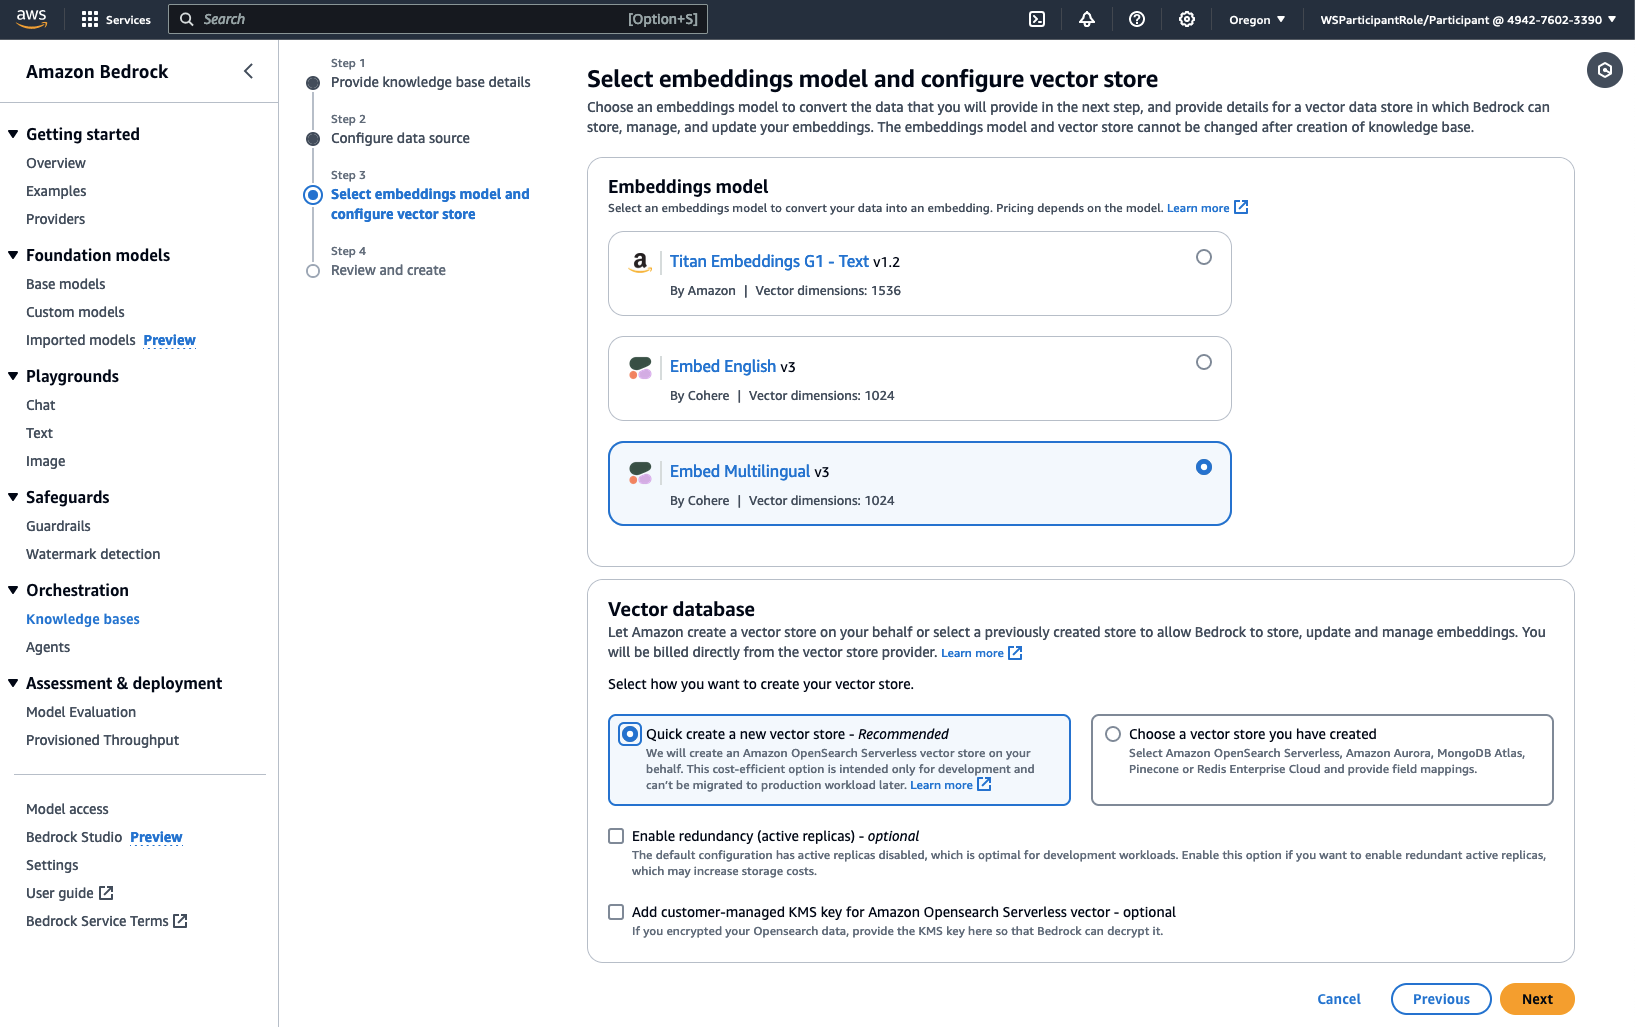 aws
Services
Search
[Option+S]
Oregon ▼
WSParticipantRole/Participant @ 4942-7602-3390 ▼
Amazon Bedrock
Getting started
Overview
Examples
Providers
Foundation models
Base models
Custom models
Imported models Preview
Playgrounds
Chat
Text
Image
Safeguards
Guardrails
Watermark detection
Orchestration
Knowledge bases
Agents
Assessment & deployment
Model Evaluation
Provisioned Throughput
Model access
Bedrock Studio Preview
Settings
User guide
Bedrock Service Terms
Step 1
Provide knowledge base details
Step 2
Configure data source
Step 3
Select embeddings model and
configure vector store
Step 4
Review and create
Select embeddings model and configure vector store
Choose an embeddings model to convert the data that you will provide in the next step, and provide details for a vector data store in which Bedrock can
store, manage, and update your embeddings. The embeddings model and vector store cannot be changed after creation of knowledge base.
Embeddings model
Select an embeddings model to convert your data into an embedding. Pricing depends on the model. Learn more
a
Titan Embeddings G1 - Text v1.2
By Amazon | Vector dimensions: 1536
Embed English v3
By Cohere | Vector dimensions: 1024
Embed Multilingual v3
By Cohere | Vector dimensions: 1024
Vector database
Let Amazon create a vector store on your behalf or select a previously created store to allow Bedrock to store, update and manage embeddings. You
will be billed directly from the vector store provider. Learn more
Select how you want to create your vector store.
Quick create a new vector store - Recommended
We will create an Amazon OpenSearch Serverless vector store on your
behalf. This cost-efficient option is intended only for development and
can't be migrated to production workload later. Learn more
Choose a vector store you have created
Select Amazon OpenSearch Serverless, Amazon Aurora, MongoDB Atlas,
Pinecone or Redis Enterprise Cloud and provide field mappings.
Enable redundancy (active replicas) - optional
The default configuration has active replicas disabled, which is optimal for development workloads. Enable this option if you want to enable redundant active replicas,
which may increase storage costs.
Add customer-managed KMS key for Amazon Opensearch Serverless vector - optional
If you encrypted your Opensearch data, provide the KMS key here so that Bedrock can decrypt it.
Cancel
Previous
Next